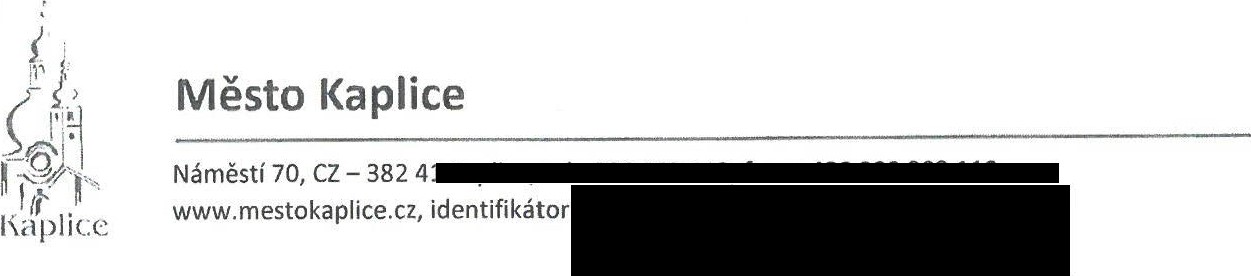 Město Kaplice
Náměstí 70, CZ – 382 41
www.mestokaplice.cz, identifikátor
Kaplice